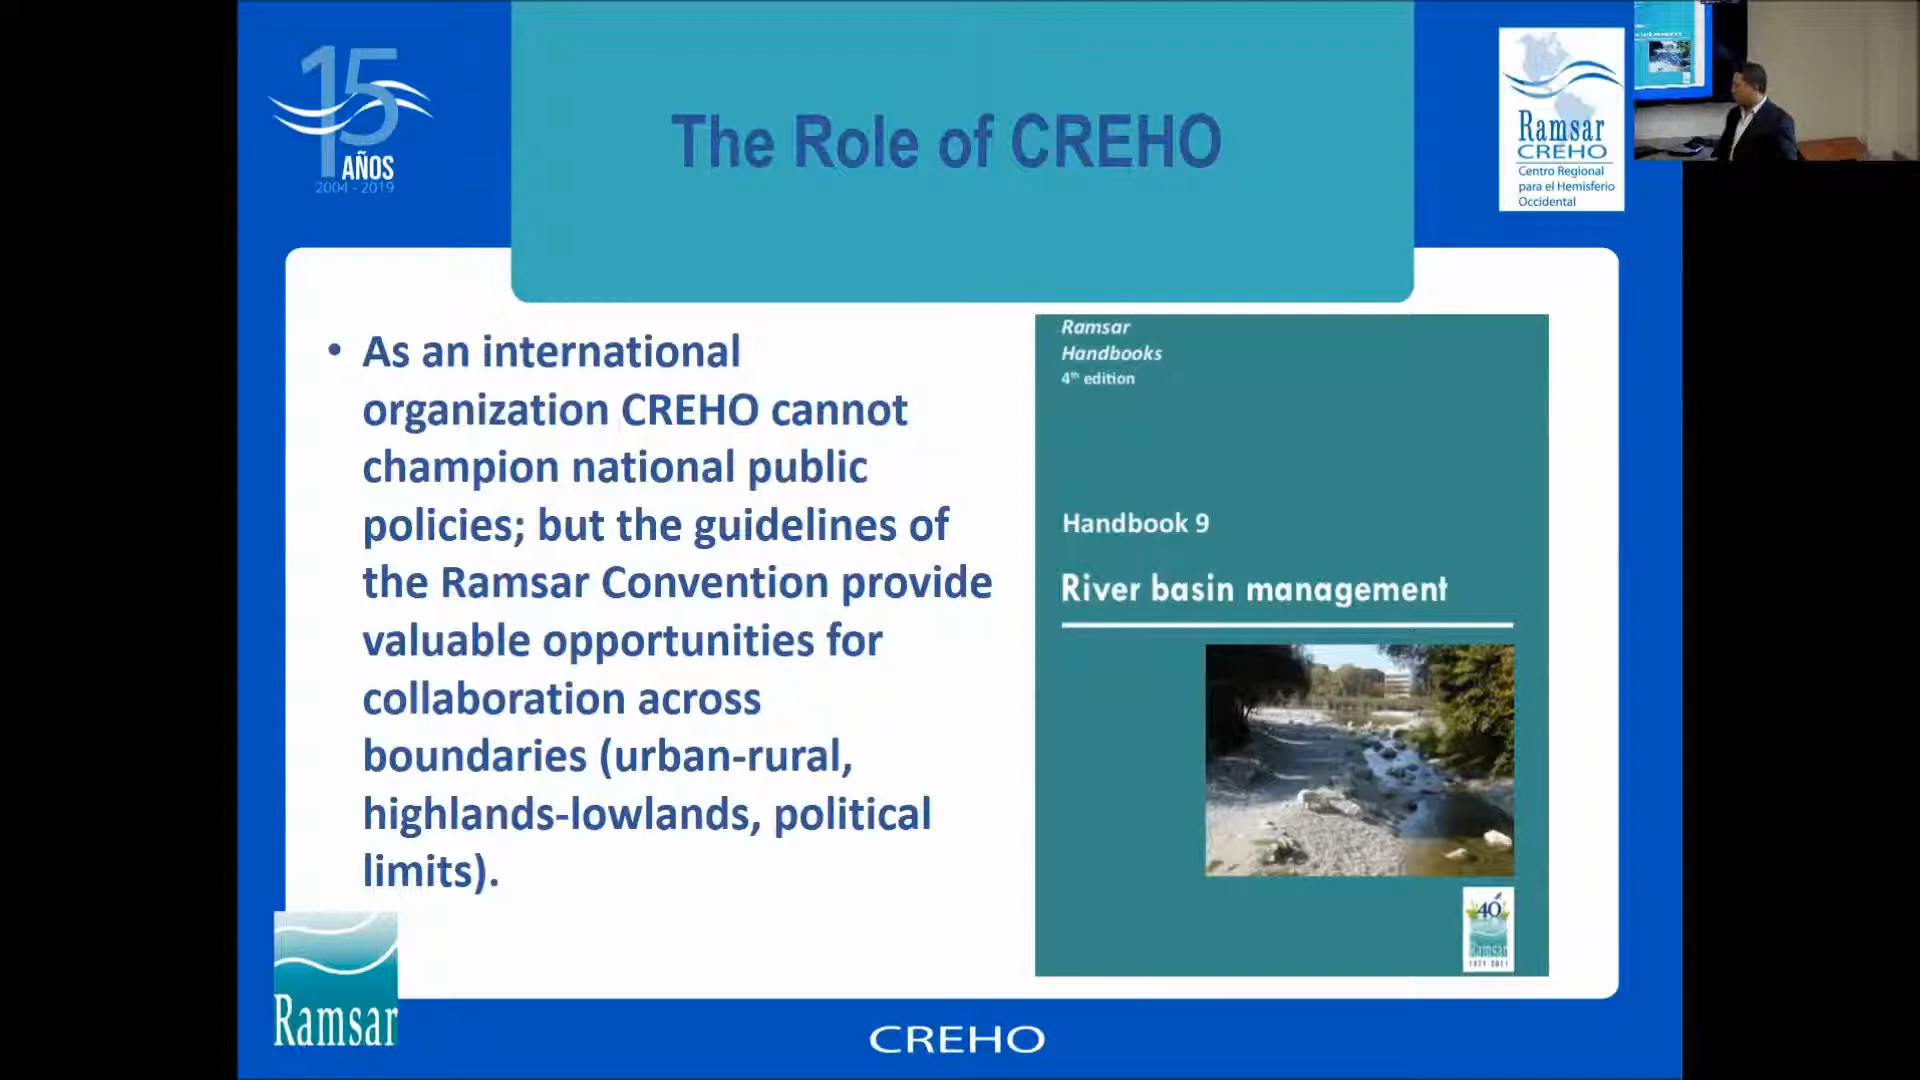 15
AÑOS
2004 - 2019
The Role of CREHO
Ramsar
CREHO
Centro Regional
para el Hemisferio
Occidental
• As an international
organization CREHO cannot
champion national public
policies; but the guidelines of
the Ramsar Convention provide
valuable opportunities for
collaboration across
boundaries (urban-rural,
highlands-lowlands, political
limits).
Ramsar
Handbooks
4th edition
Handbook 9
River basin management
40
Ramsar
1971-2011
Ramsar
CREHO